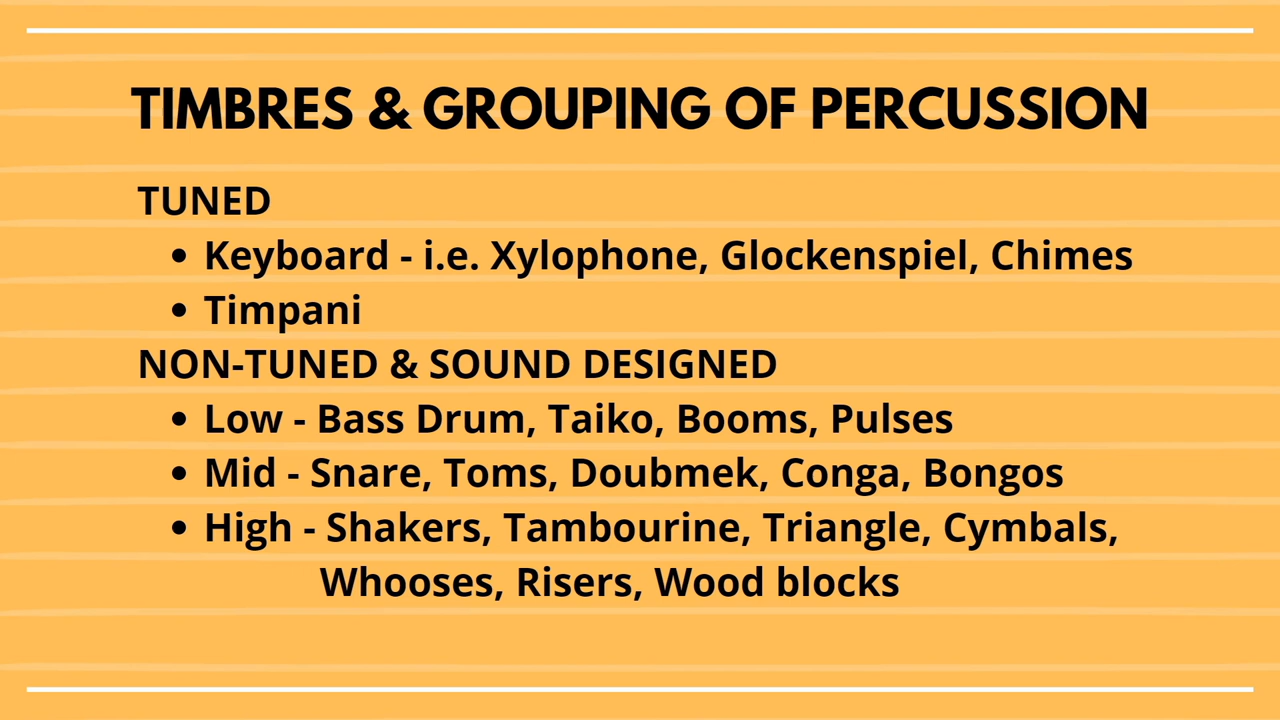 TIMBRES & GROUPING OF PERCUSSION
TUNED
• Keyboard - i.e. Xylophone, Glockenspiel, Chimes
• Timpani
NON-TUNED & SOUND DESIGNED
• Low - Bass Drum, Taiko, Booms, Pulses
• Mid - Snare, Toms, Doubmek, Conga, Bongos
• High - Shakers, Tambourine, Triangle, Cymbals,
Whooses, Risers, Wood blocks